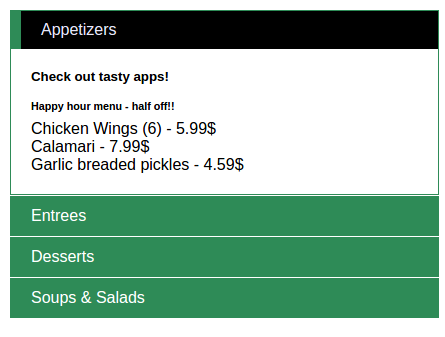 Appetizers
Check out tasty apps!
Happy hour menu - half off!!
Chicken Wings (6) - 5.99$
Calamari - 7.99$
Garlic breaded pickles - 4.59$
Entrees
Desserts
Soups & Salads